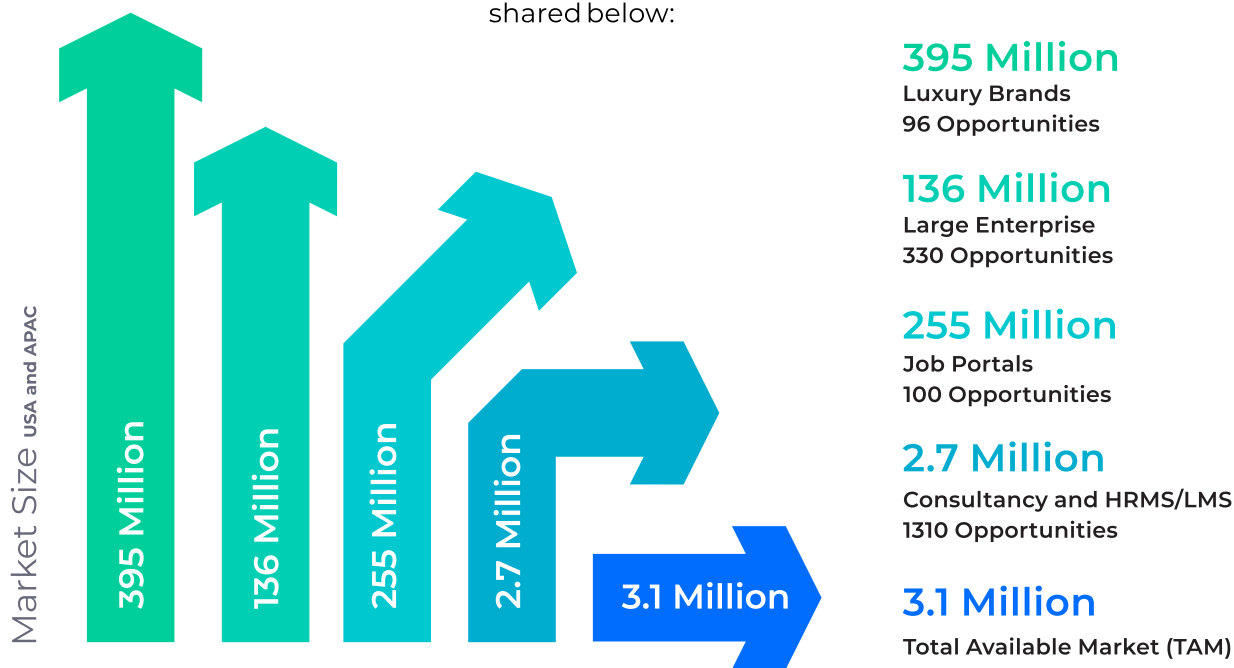 shared below:
Market Size USA and APAC
395 Million
136 Million
255 Million
2.7 Million
3.1 Million
395 Million
Luxury Brands
96 Opportunities
136 Million
Large Enterprise
330 Opportunities
255 Million
Job Portals
100 Opportunities
2.7 Million
Consultancy and HRMS/LMS
1310 Opportunities
3.1 Million
Total Available Market (TAM)